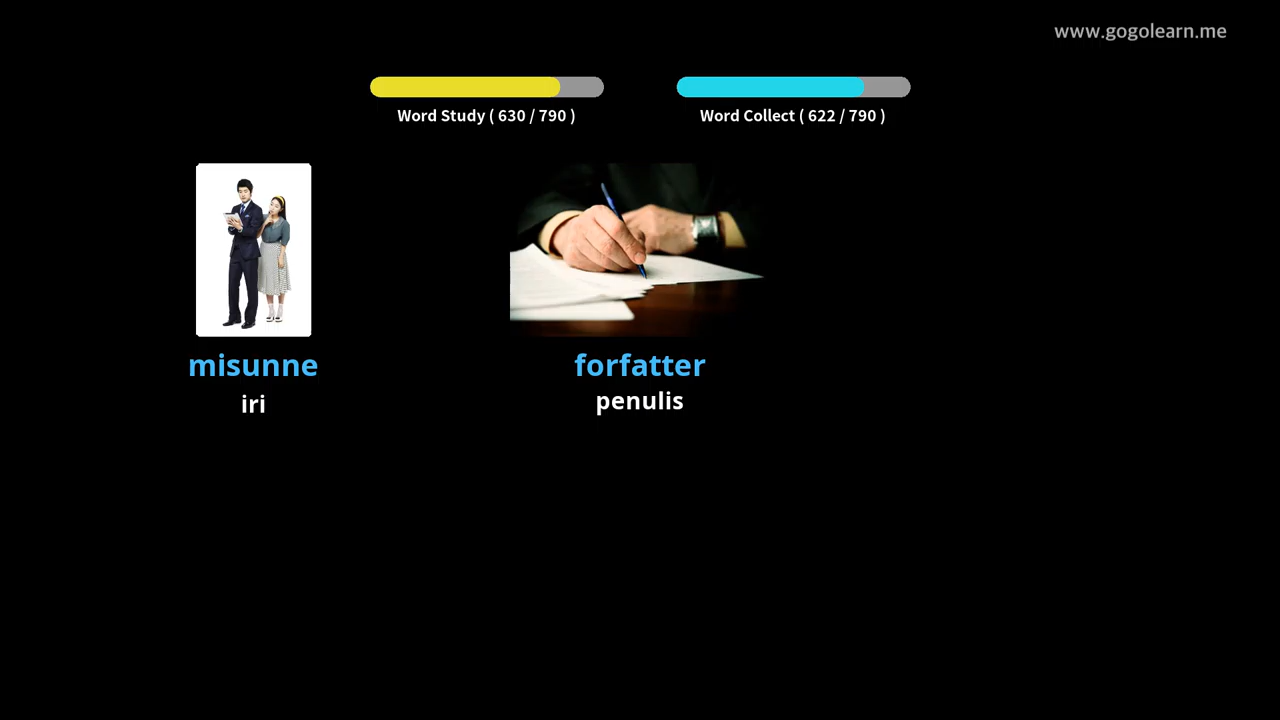 www.gogolearn.me
Word Study ( 630 / 790 )
Word Collect ( 622 / 790 )
misunne
iri
forfatter
penulis